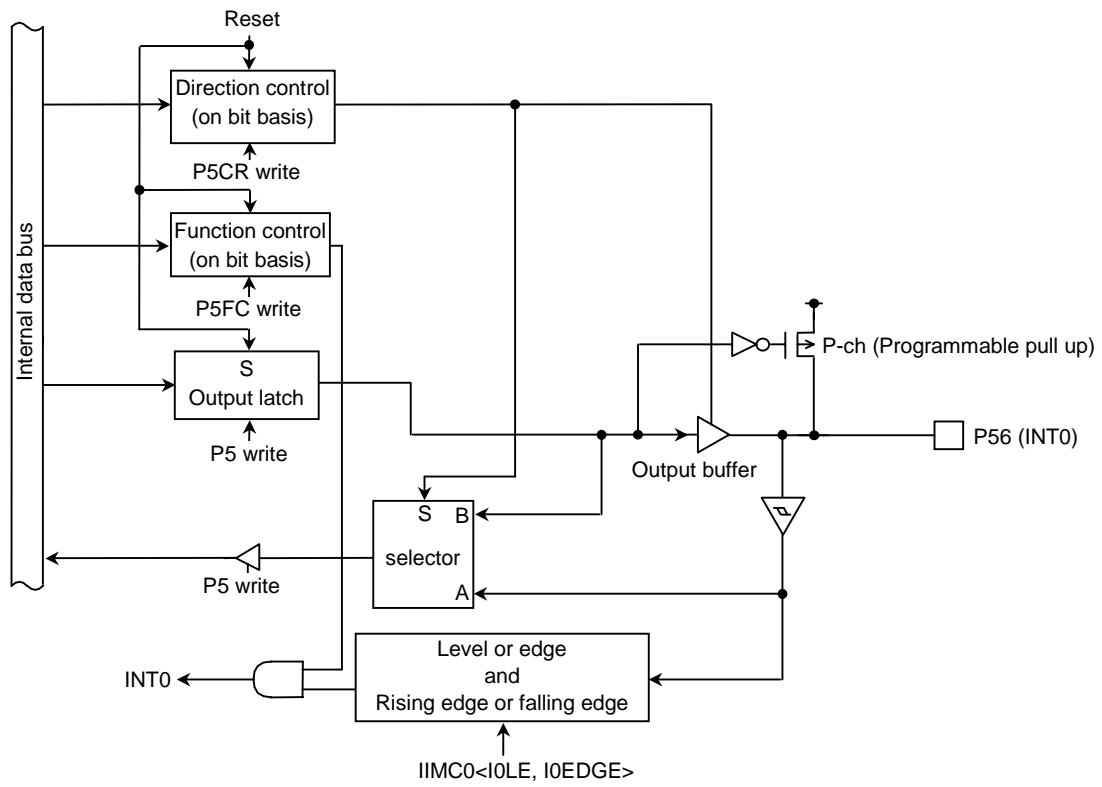 Reset
Direction control
(on bit basis)
P5CR write
Function control
(on bit basis)
P5FC write
Internal data bus
S
Output latch
P5 write
P-ch (Programmable pull up)
P56 (INT0)
Output buffer
S
B
selector
A
P5 write
Level or edge
and
Rising edge or falling edge
INT0
IIMC0<I0LE, I0EDGE>